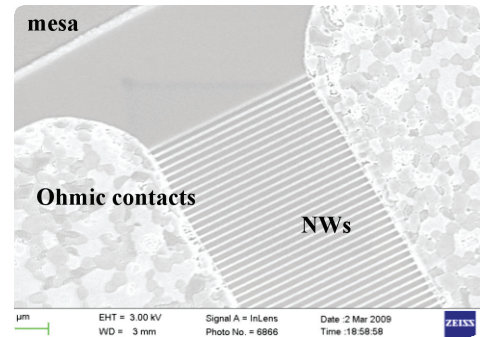 mesa
Ohmic contacts
NWs
µm
EHT = 3.00 kV
Signal A = InLens
Date :2 Mar 2009
WD = 3 mm
Photo No. = 6866
Time :18:58:58
ZEISS